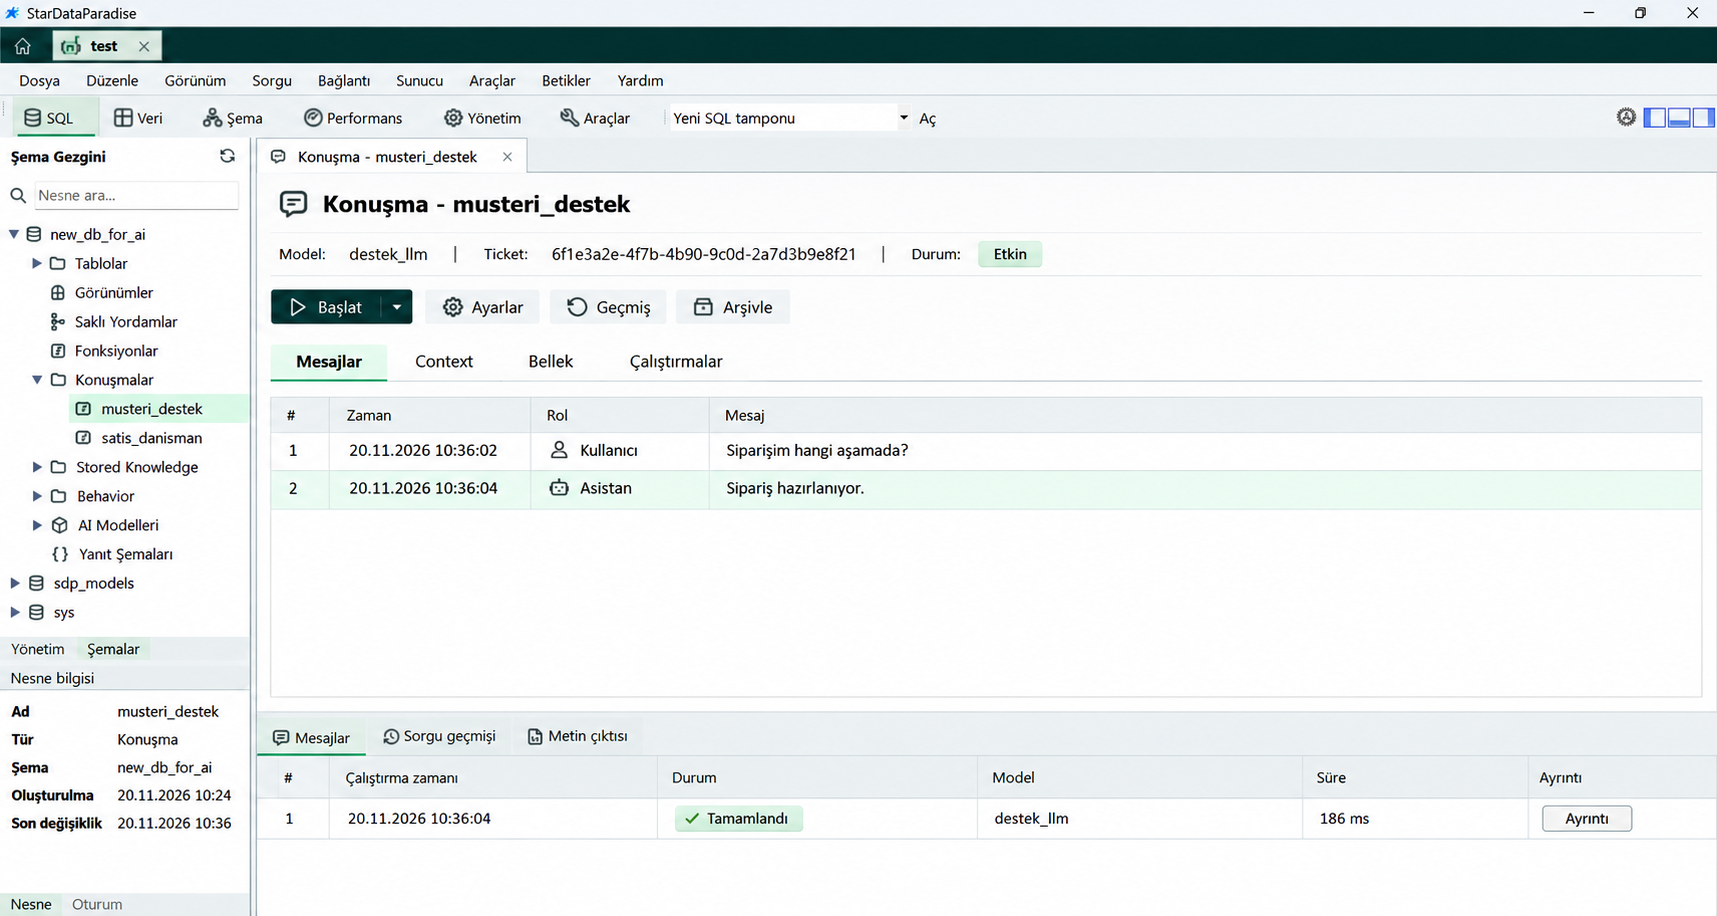 StarDataParadise
test
Dosya Düzenle Görünüm Sorgu Bağlantı Sunucu Araçlar Betikler Yardım
SQL Veri Şema Performans Yönetim Araçlar Yeni SQL tamponu Aç
Şema Gezgini
Nesne ara...
new_db_for_ai
Tablolar
Görünümler
Saklı Yordamlar
Fonksiyonlar
Konuşmalar
musteri_destek
satis_danisman
Stored Knowledge
Behavior
AI Modelleri
{} Yanıt Şemaları
sdp_models
sys
Yönetim Şemalar
Nesne bilgisi
Ad musteri_destek
Tür Konuşma
Şema new_db_for_ai
Oluşturulma 20.11.2026 10:24
Son değişiklik 20.11.2026 10:36
Nesne Oturum
Konuşma - musteri_destek
Konuşma - musteri_destek
Model: destek_llm | Ticket: 6f1e3a2e-4f7b-4b90-9c0d-2a7d3b9e8f21 | Durum: Etkin
Başlat Ayarlar Geçmiş Arşivle
Mesajlar Context Bellek Çalıştırmalar
# Zaman Rol Mesaj
1 20.11.2026 10:36:02 Kullanıcı Siparişim hangi aşamada?
2 20.11.2026 10:36:04 Asistan Sipariş hazırlanıyor.
Mesajlar Sorgu geçmişi Metin çıktısı
# Çalıştırma zamanı Durum Model Süre Ayrıntı
1 20.11.2026 10:36:04 Tamamlandı destek_llm 186 ms Ayrıntı